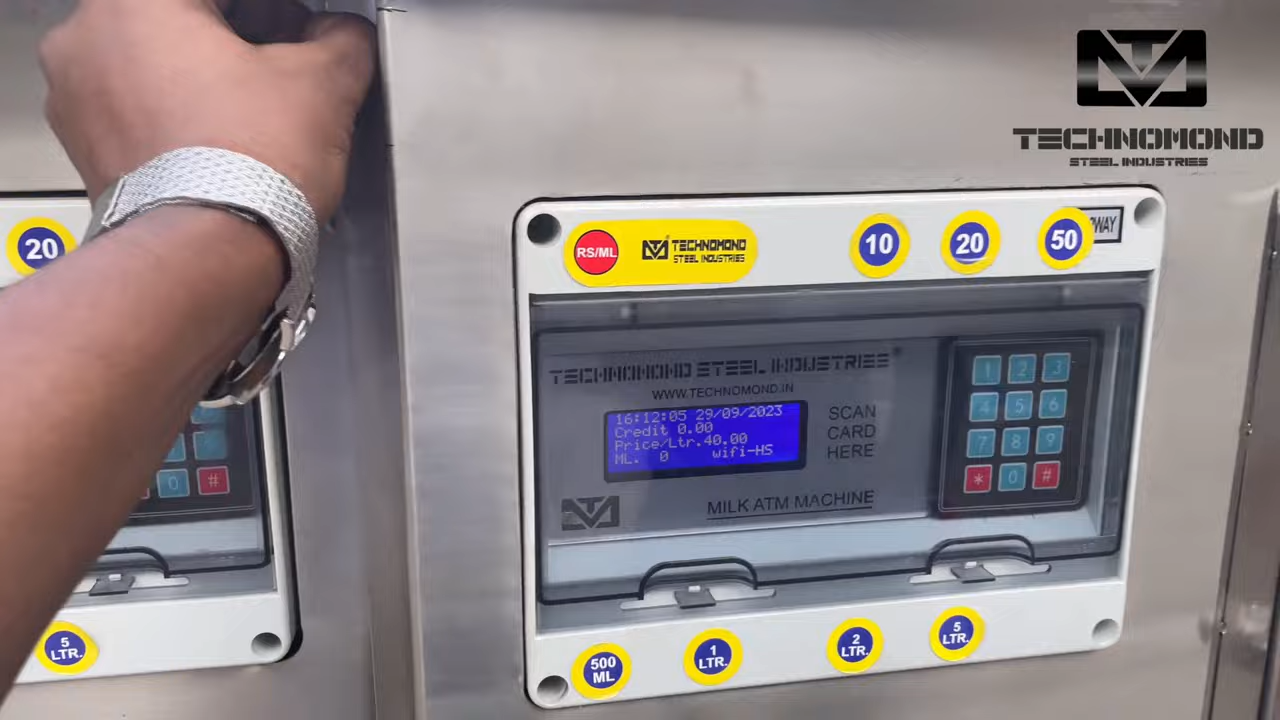 TECHNOMOND
STEEL INDUSTRIES
20
RS/ML
TECHNOMOND
STEEL INDUSTRIES
10
20
50
WAY
TECHNOMOND STEEL INDUSTRIES®
WWW.TECHNOMOND.IN
16:12:05 29/09/2023
Credit 0.00
Price/Ltr.40.00
ML. 0 wifi-HS
SCAN
CARD
HERE
MILK ATM MACHINE
1 2 3
4 5 6
7 8 9
* 0 #
0 #
5
LTR.
500
ML
1
LTR.
2
LTR.
5
LTR.